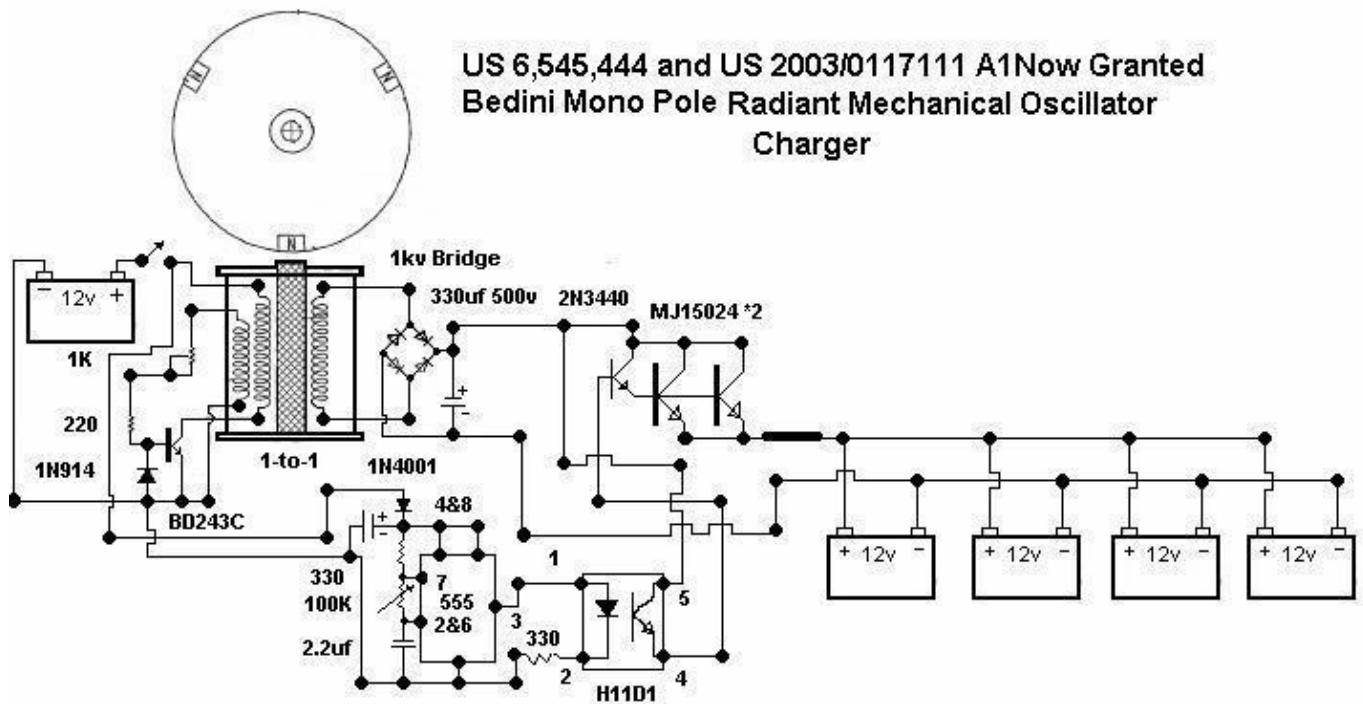 US 6,545,444 and US 2003/0117111 A1Now Granted
Bedini Mono Pole Radiant Mechanical Oscillator
Charger
N
N
N
1kv Bridge
330uf 500v
2N3440
MJ15024 *2
- 12v +
1K
220
1N914
BD243C
1-to-1
1N4001
+
-
+
-
4&8
330
100K
7
555
2&6
3
2.2uf
1
330
2
5
4
H11D1
+ 12v -
+ 12v -
+ 12v -
+ 12v -